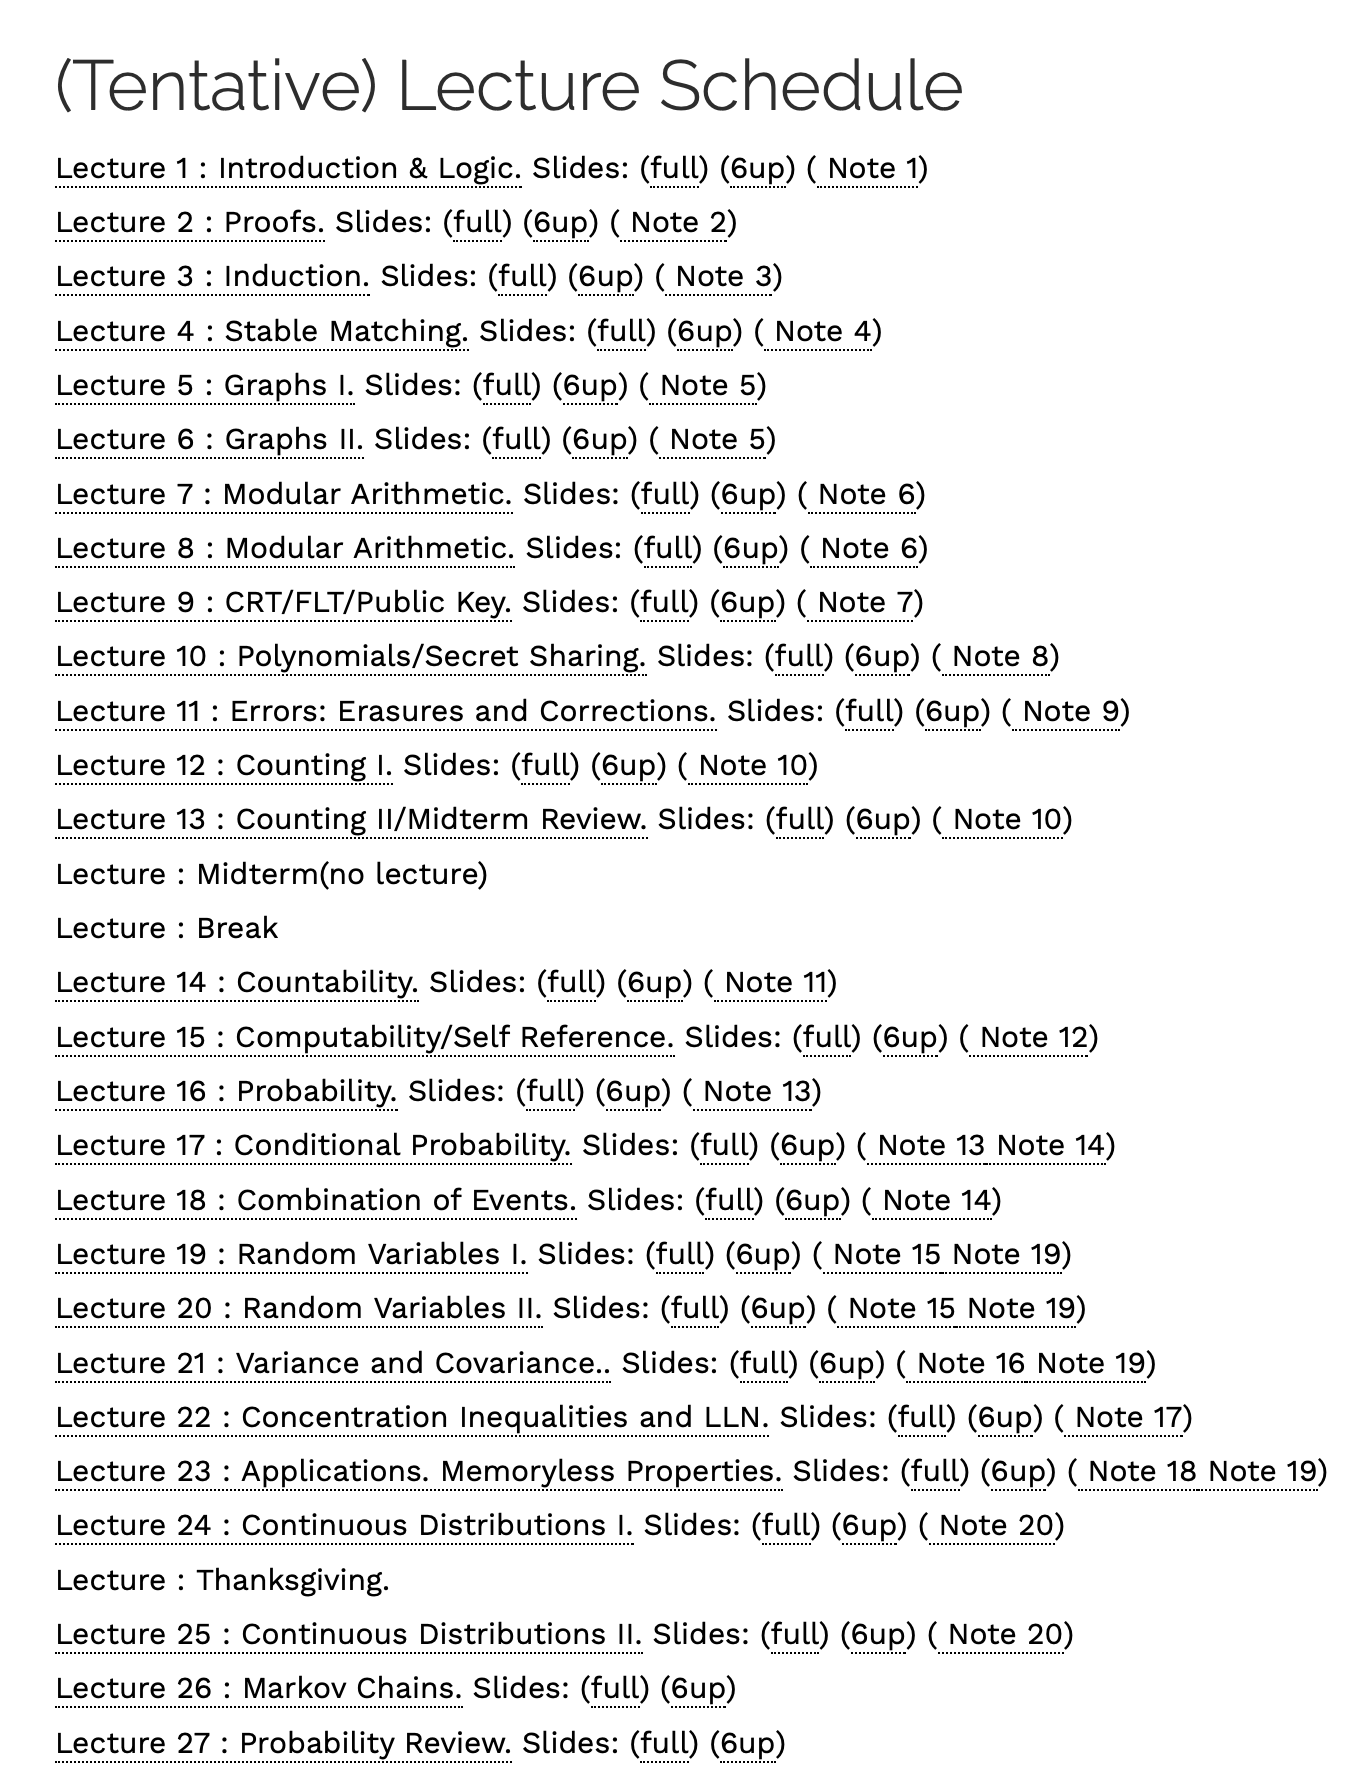 (Tentative) Lecture Schedule
Lecture 1 : Introduction & Logic. Slides: (full) (6up) ( Note 1)
Lecture 2 : Proofs. Slides: (full) (6up) ( Note 2)
Lecture 3 : Induction. Slides: (full) (6up) ( Note 3)
Lecture 4 : Stable Matching. Slides: (full) (6up) ( Note 4)
Lecture 5 : Graphs I. Slides: (full) (6up) ( Note 5)
Lecture 6 : Graphs II. Slides: (full) (6up) ( Note 5)
Lecture 7 : Modular Arithmetic. Slides: (full) (6up) ( Note 6)
Lecture 8 : Modular Arithmetic. Slides: (full) (6up) ( Note 6)
Lecture 9 : CRT/FLT/Public Key. Slides: (full) (6up) ( Note 7)
Lecture 10 : Polynomials/Secret Sharing. Slides: (full) (6up) ( Note 8)
Lecture 11 : Errors: Erasures and Corrections. Slides: (full) (6up) ( Note 9)
Lecture 12 : Counting I. Slides: (full) (6up) ( Note 10)
Lecture 13 : Counting II/Midterm Review. Slides: (full) (6up) ( Note 10)
Lecture : Midterm(no lecture)
Lecture : Break
Lecture 14 : Countability. Slides: (full) (6up) ( Note 11)
Lecture 15 : Computability/Self Reference. Slides: (full) (6up) ( Note 12)
Lecture 16 : Probability. Slides: (full) (6up) ( Note 13)
Lecture 17 : Conditional Probability. Slides: (full) (6up) ( Note 13 Note 14)
Lecture 18 : Combination of Events. Slides: (full) (6up) ( Note 14)
Lecture 19 : Random Variables I. Slides: (full) (6up) ( Note 15 Note 19)
Lecture 20 : Random Variables II. Slides: (full) (6up) ( Note 15 Note 19)
Lecture 21 : Variance and Covariance.. Slides: (full) (6up) ( Note 16 Note 19)
Lecture 22 : Concentration Inequalities and LLN. Slides: (full) (6up) ( Note 17)
Lecture 23 : Applications. Memoryless Properties. Slides: (full) (6up) ( Note 18 Note 19)
Lecture 24 : Continuous Distributions I. Slides: (full) (6up) ( Note 20)
Lecture : Thanksgiving.
Lecture 25 : Continuous Distributions II. Slides: (full) (6up) ( Note 20)
Lecture 26 : Markov Chains. Slides: (full) (6up)
Lecture 27 : Probability Review. Slides: (full) (6up)